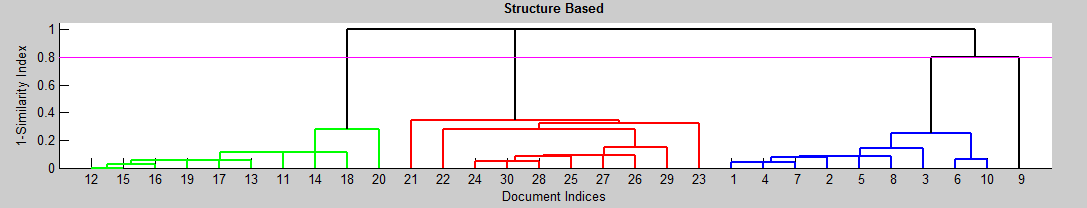 Structure Based
1
0.8
0.6
0.4
0.2
0
1-Similarity Index
12 15 16 19 17 13 11 14 18 20 21 22 24 30 28 25 27 26 29 23 1 4 7 2 5 8 3 6 10 9
Document Indices